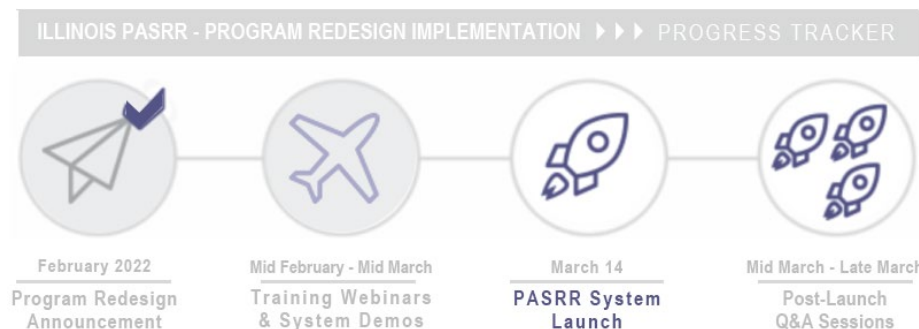 ILLINOIS PASRR - PROGRAM REDESIGN IMPLEMENTATION PROGRESS TRACKER
February 2022
Program Redesign
Announcement
Mid February - Mid March
Training Webinars
& System Demos
March 14
PASRR System
Launch
Mid March - Late March
Post-Launch
Q&A Sessions